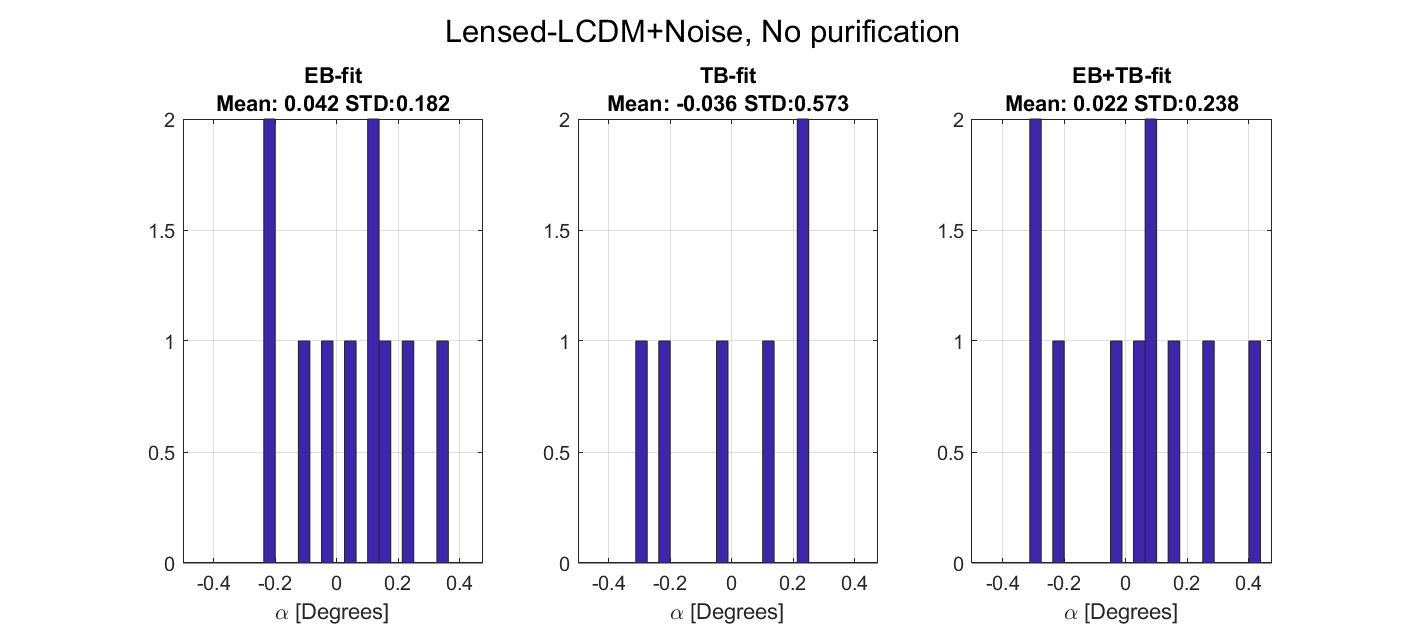 Lensed-LCDM+Noise, No purification
EB-fit
Mean: 0.042 STD:0.182
2
1.5
1
0.5
0
-0.4 -0.2 0 0.2 0.4
α [Degrees]
TB-fit
Mean: -0.036 STD:0.573
2
1.5
1
0.5
0
-0.4 -0.2 0 0.2 0.4
α [Degrees]
EB+TB-fit
Mean: 0.022 STD:0.238
2
1.5
1
0.5
0
-0.4 -0.2 0 0.2 0.4
α [Degrees]